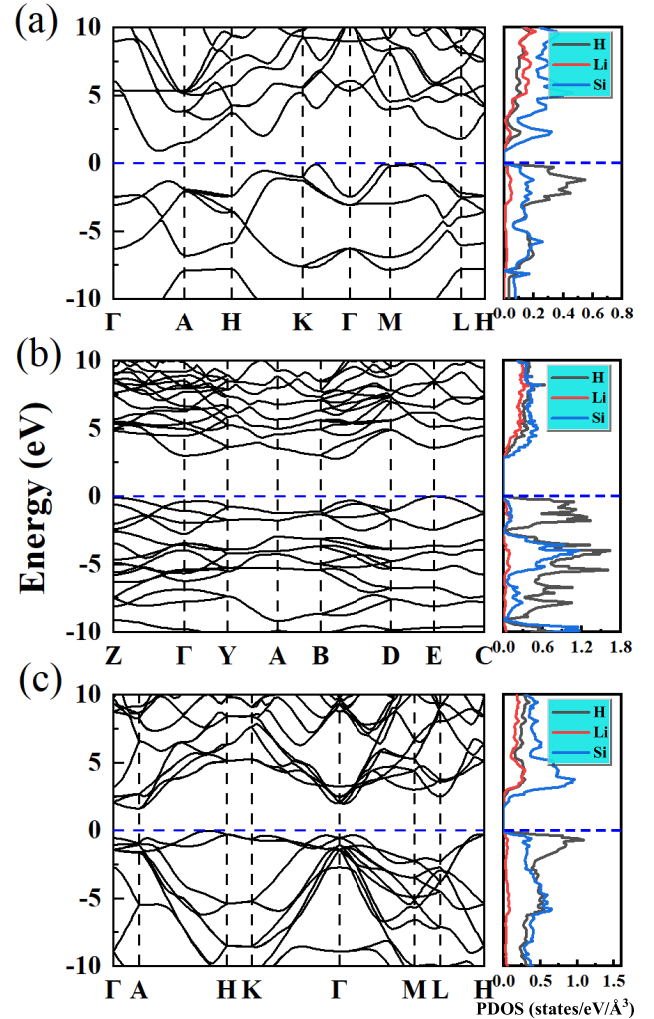 (a)
10
5
0
-5
-10
Γ A H K Γ M L H
H
Li
Si
0.0 0.2 0.4 0.6 0.8
(b)
10
5
0
-5
-10
Z Γ Y A B D E C
H
Li
Si
0.0 0.6 1.2 1.8
(c)
10
5
0
-5
-10
Γ A H K Γ M L H
H
Li
Si
0.0 0.5 1.0 1.5
Energy (eV)
PDOS (states/eV/Å³)